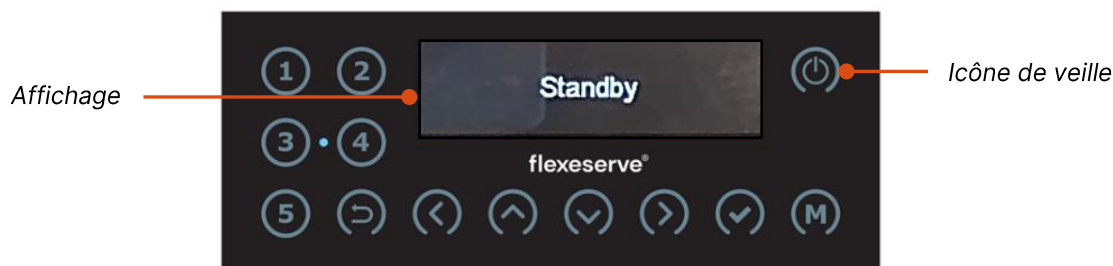 1 2
Affichage
Standby
Icône de veille
3 4
flexeserve®
5 M